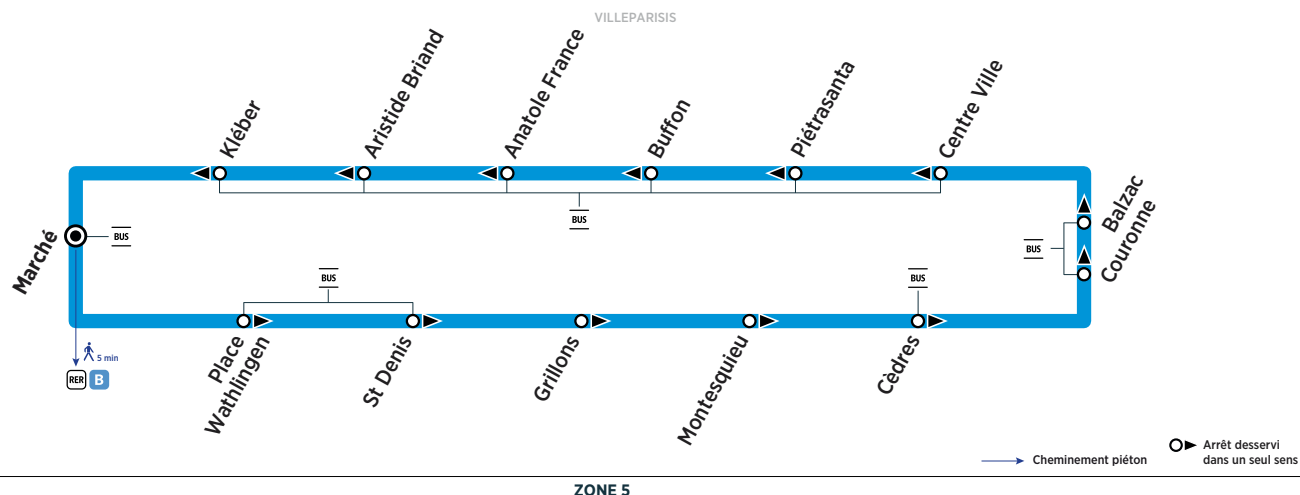 VILLEPARISIS
Kléber
Aristide Briand
Anatole France
Buffon
Piétrasanta
Centre Ville
BUS
Balzac
Couronne
BUS
Marché
BUS
BUS
BUS
Place
Wathlingen
St Denis
Grillons
Montesquieu
Cèdres
5 min
RER B
Cheminement piéton
Arrêt desservi
dans un seul sens
ZONE 5